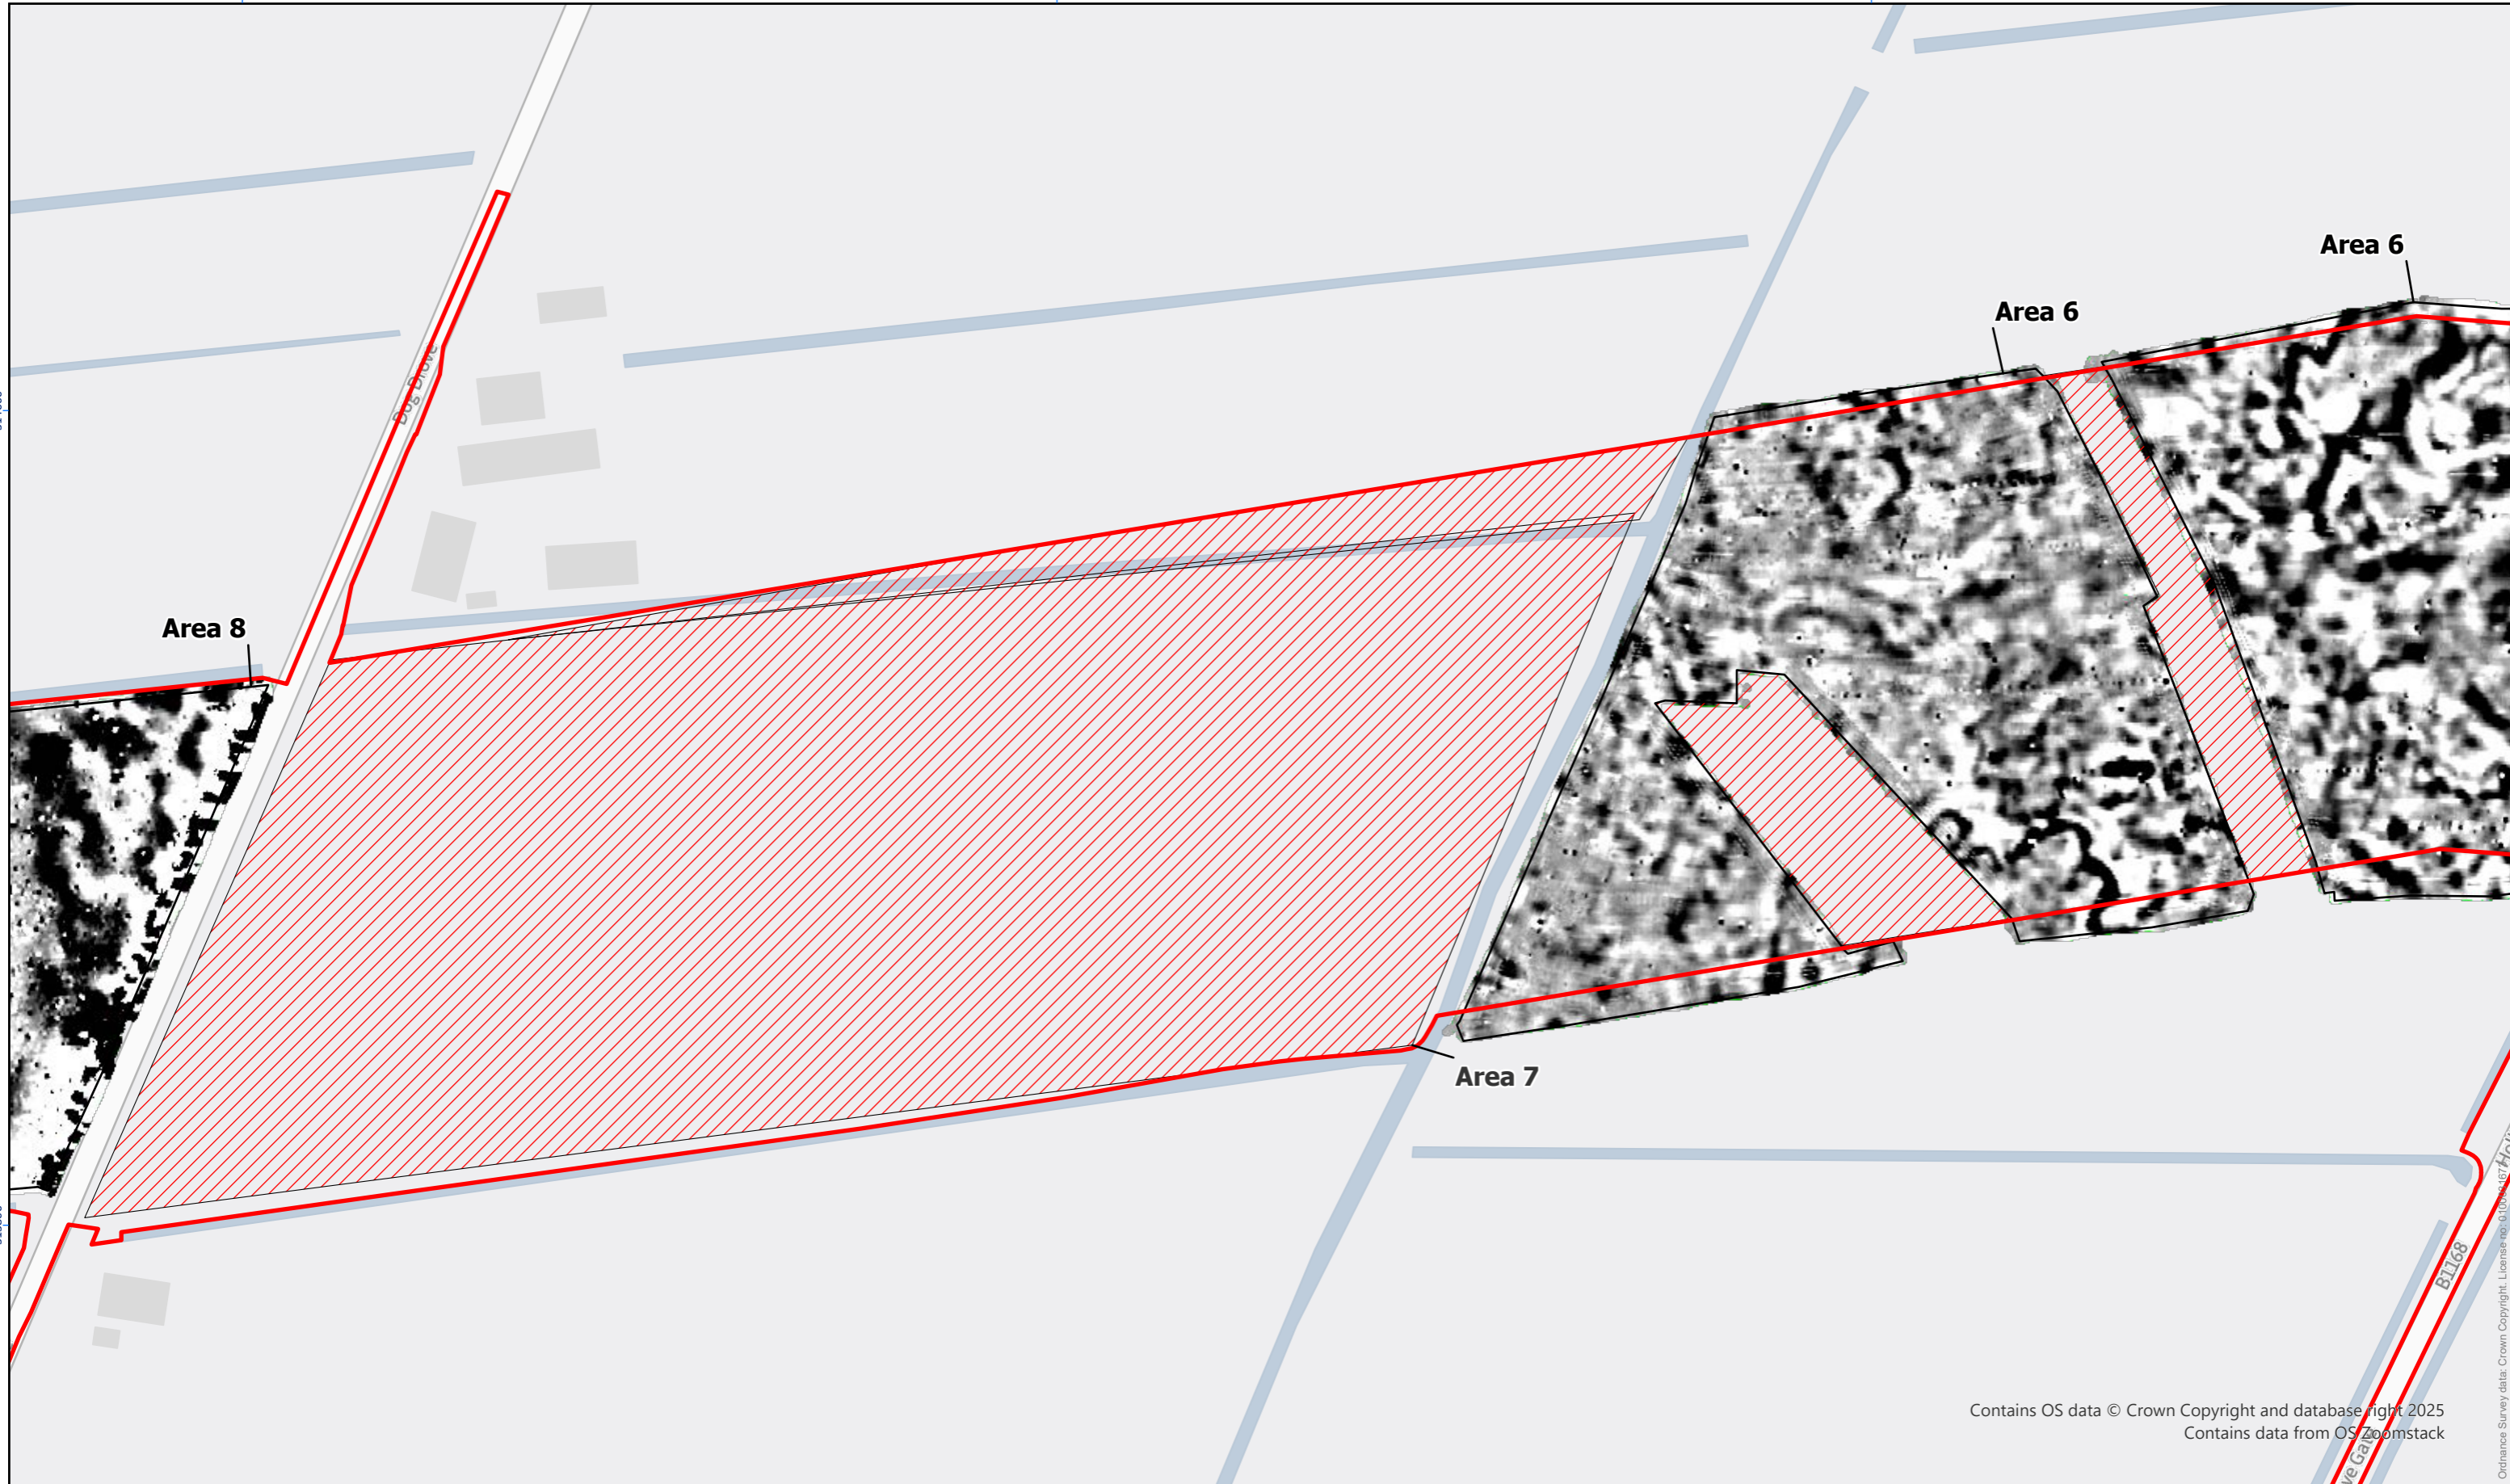 Area 6
Area 6
Dog Drove
Area 8
Area 7
B1168
Contains OS data © Crown Copyright and database right 2025
Contains data from OS Zoomstack